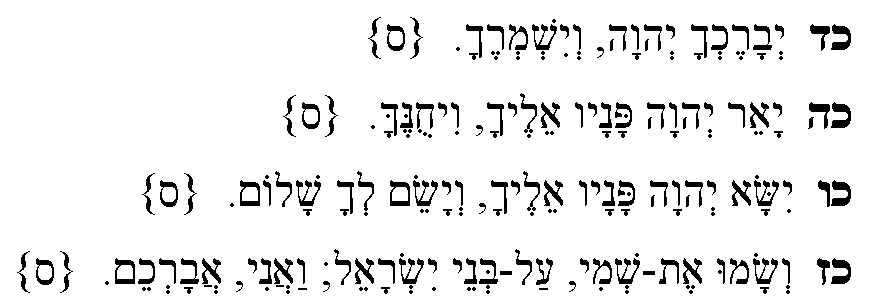 כד יְבָרֶכְךָ יְהוָה, וְיִשְׁמְרֶךָ. {ס}
כה יָאֵר יְהוָה פָּנָיו אֵלֶיךָ, וִיחֻנֶּךָּ. {ס}
כו יִשָּׂא יְהוָה פָּנָיו אֵלֶיךָ, וְיָשֵׂם לְךָ שָׁלוֹם. {ס}
כז וְשָׂמוּ אֶת-שְׁמִי, עַל-בְּנֵי יִשְׂרָאֵל; וַאֲנִי, אֲבָרְכֵם. {ס}